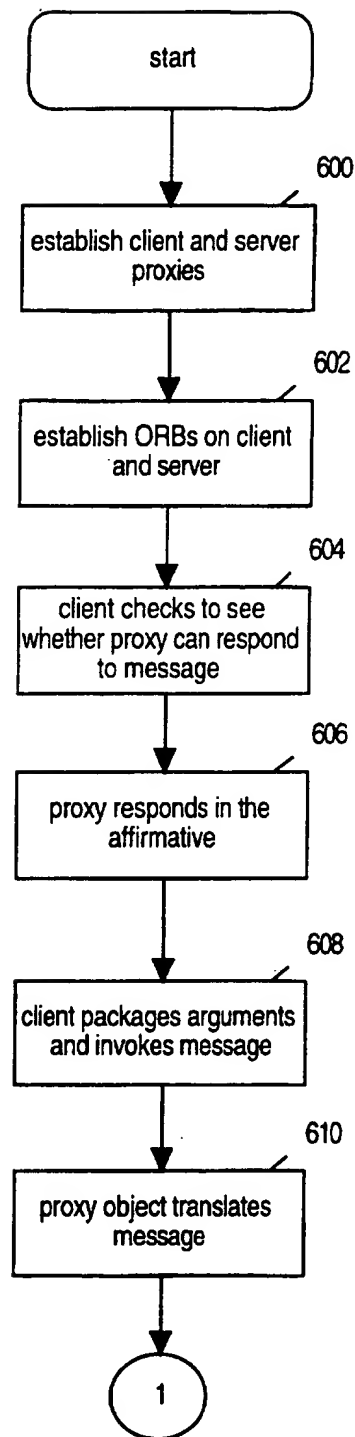 start
600
establish client and server
proxies
602
establish ORBs on client
and server
604
client checks to see
whether proxy can respond
to message
606
proxy responds in the
affirmative
608
client packages arguments
and invokes message
610
proxy object translates
message
1